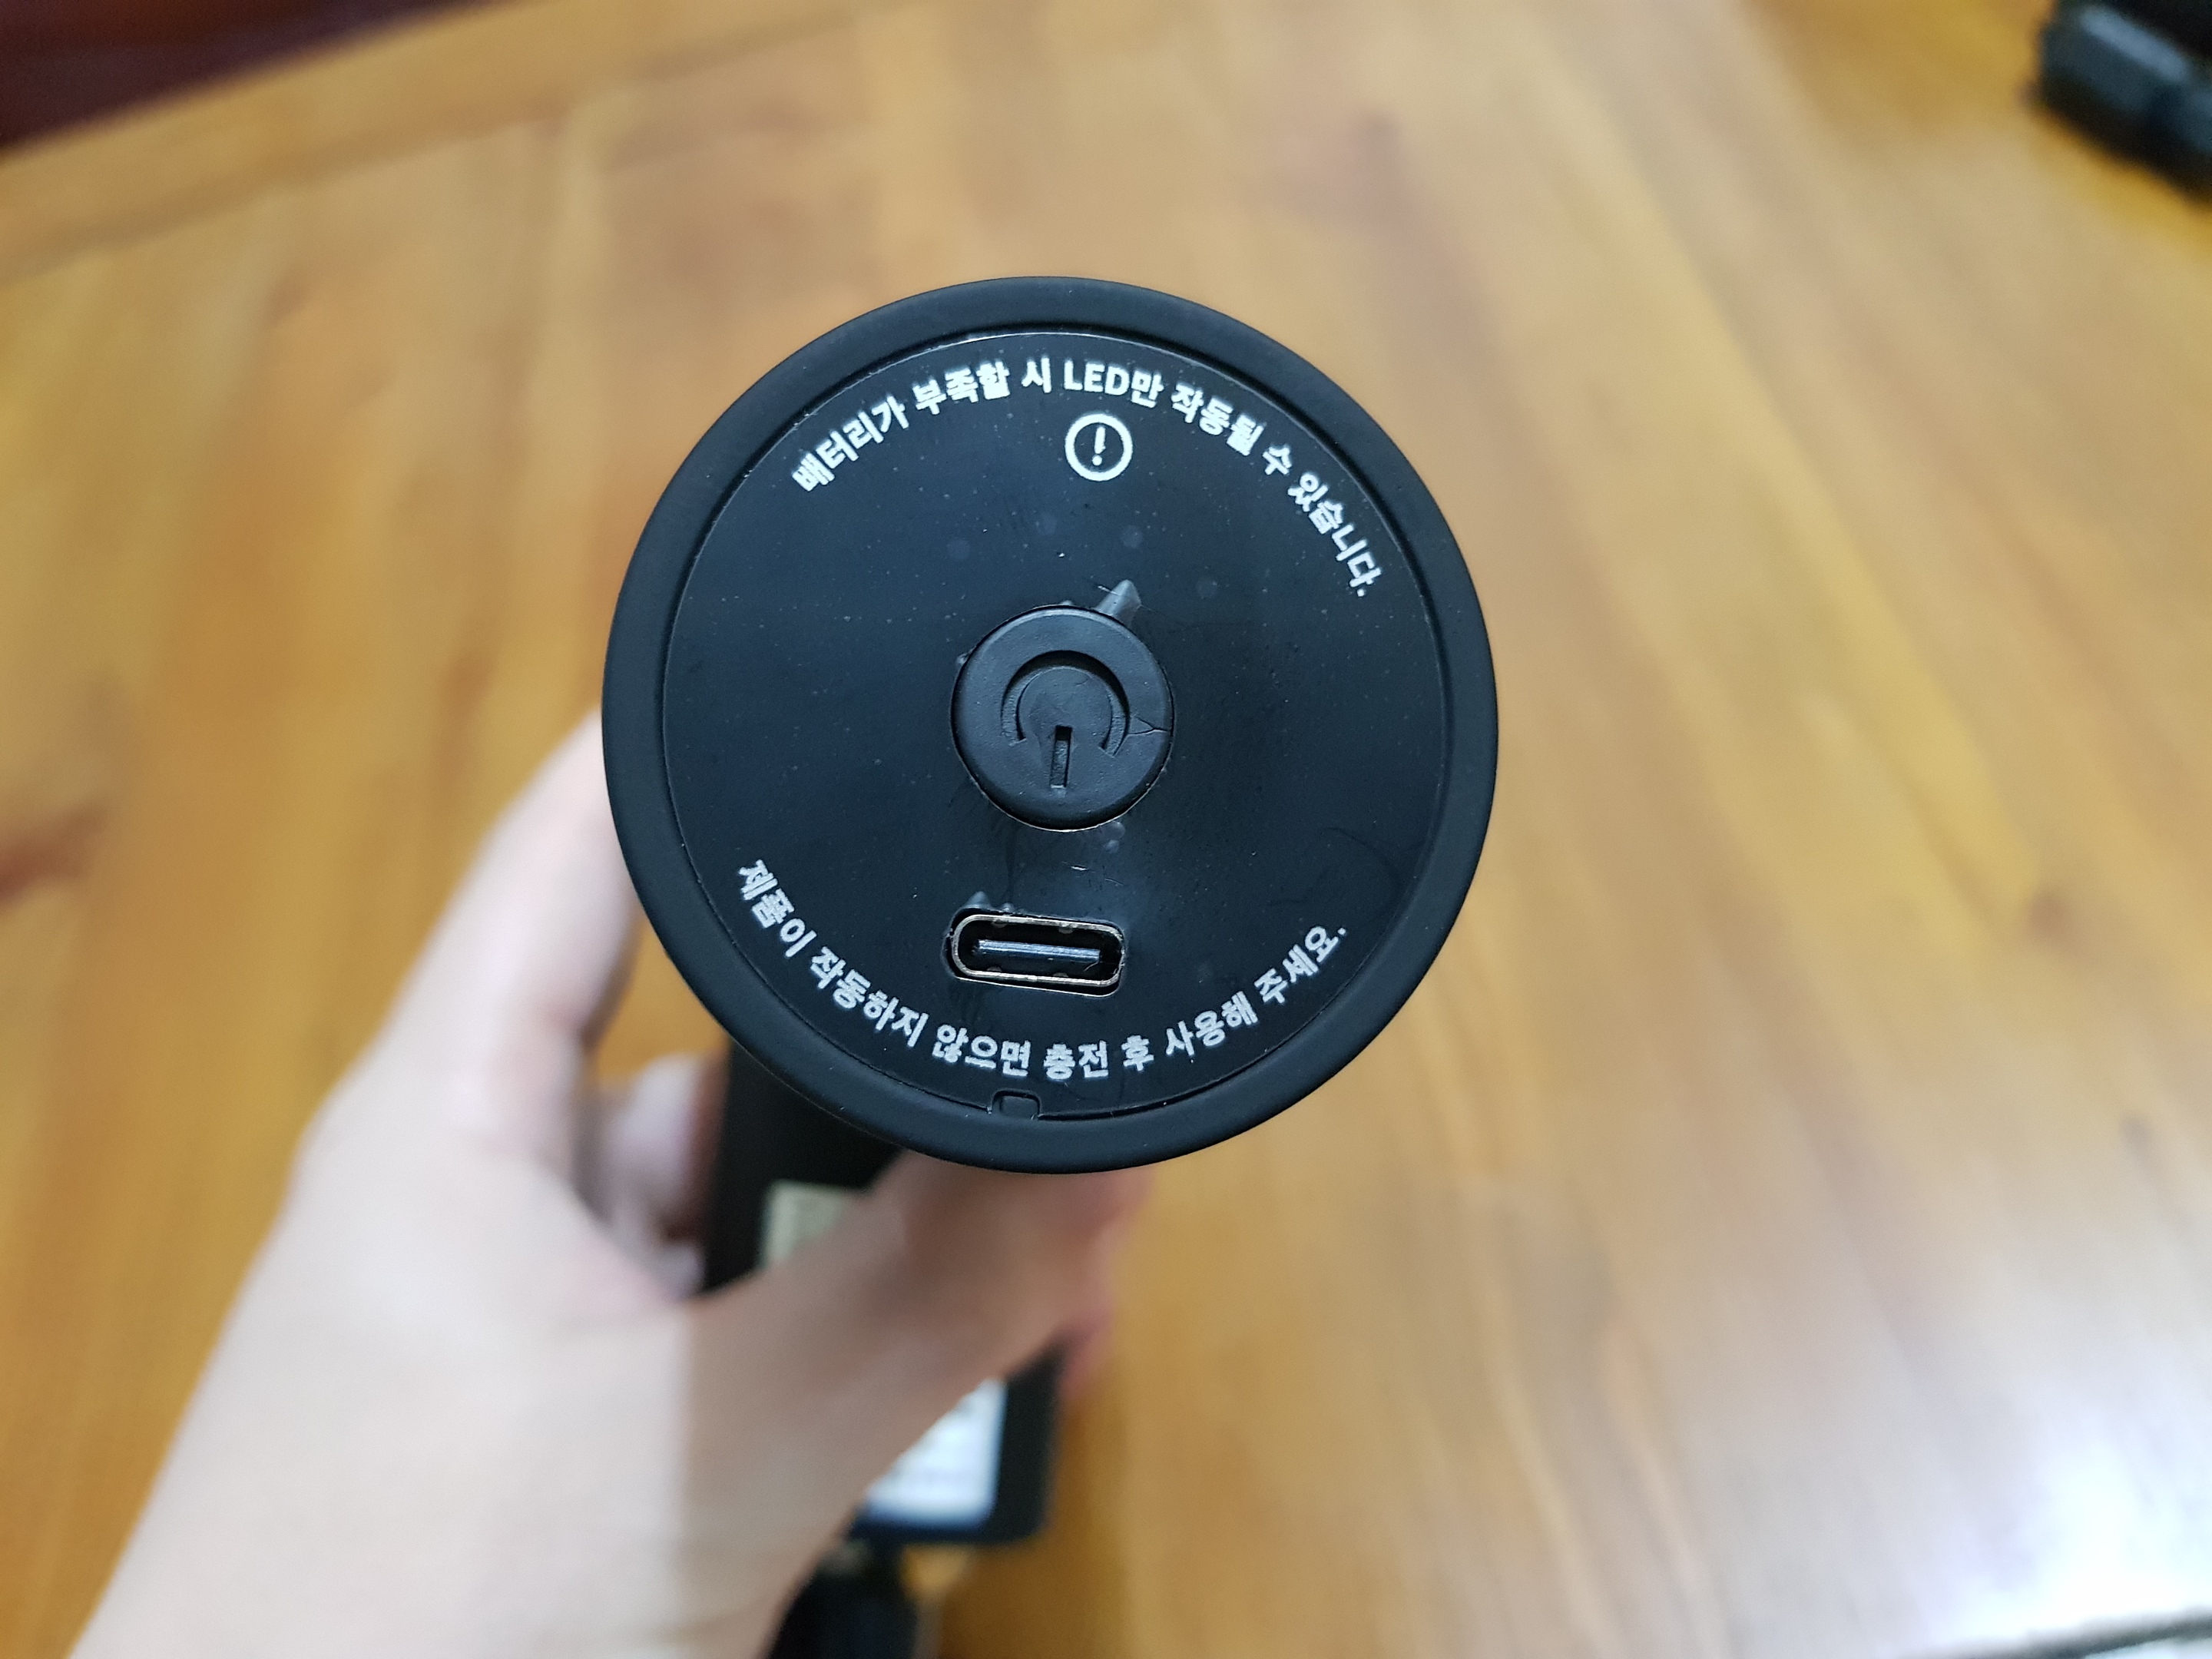 배터리가 부족할 시 LED만 작동될 수 있습니다.
제품이 작동하지 않으면 충전 후 사용해 주세요.